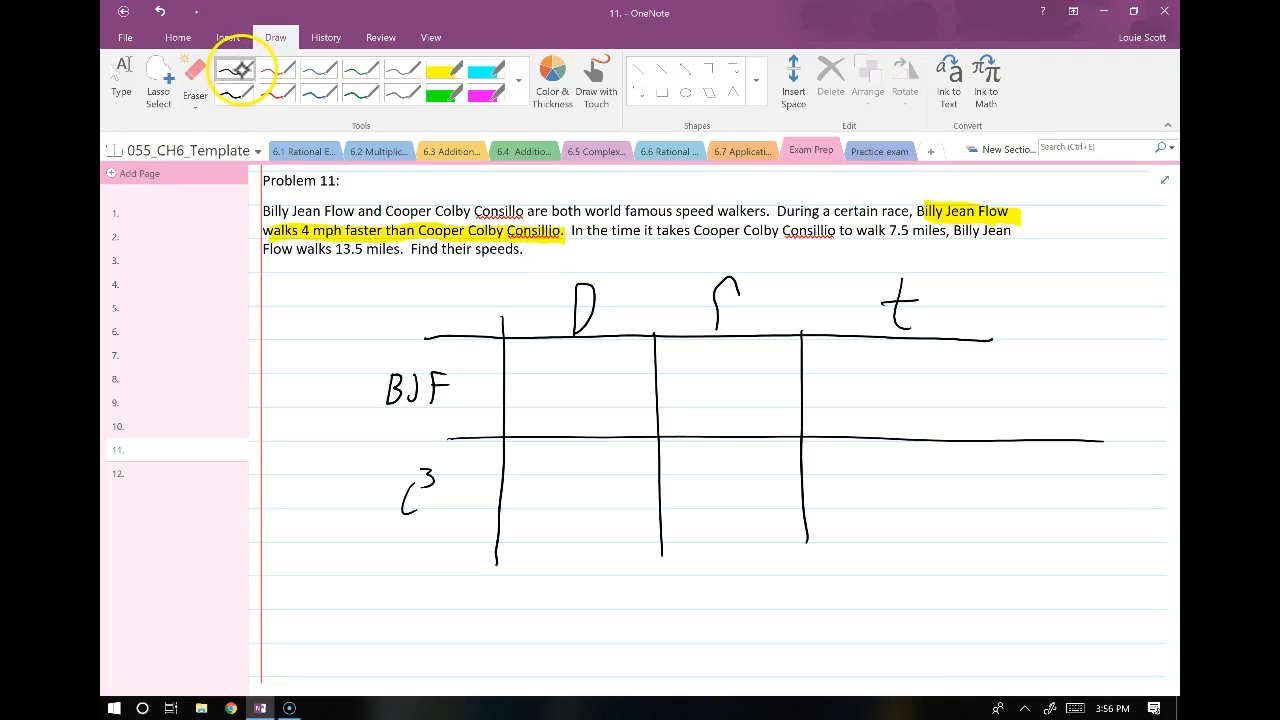 11. - OneNote
?
File Home Insert Draw History Review View Louie Scott
Type Lasso Select Eraser Color & Thickness Draw with Touch Insert Space Delete Arrange Rotate Ink to Text Ink to Math
Tools Shapes Edit Convert
055_CH6_Template 6.1 Rational E... 6.2 Multiplic... 6.3 Addition... 6.4 Additio... 6.5 Complex... 6.6 Rational ... 6.7 Applicati... Exam Prep Practice exam + New Sectio... Search (Ctrl+E)
Add Page
Problem 11:
Billy Jean Flow and Cooper Colby Consillo are both world famous speed walkers. During a certain race, Billy Jean Flow
walks 4 mph faster than Cooper Colby Consillio. In the time it takes Cooper Colby Consillio to walk 7.5 miles, Billy Jean
Flow walks 13.5 miles. Find their speeds.
1.
2.
3.
4.
5.
6.
7.
8.
9.
10.
11.
12.
D r t
BJF
C³
3:56 PM